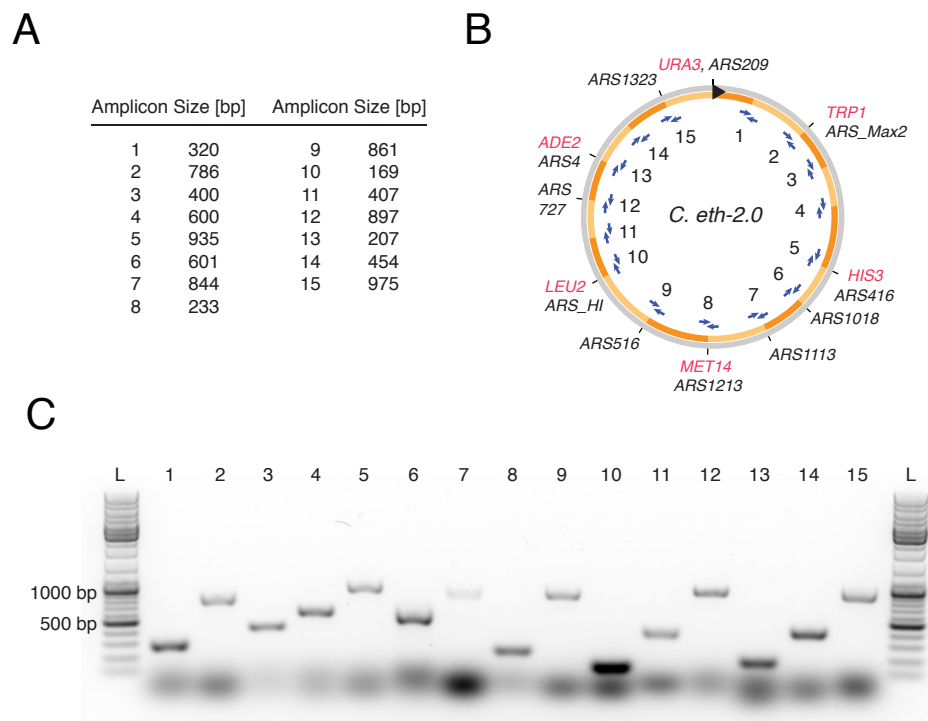 A
Amplicon Size [bp] Amplicon Size [bp]
1 320 9 861
2 786 10 169
3 400 11 407
4 600 12 897
5 935 13 207
6 601 14 454
7 844 15 975
8 233
B
URA3, ARS209
ARS1323
TRP1
ARS_Max2
ADE2
ARS4
ARS
727
LEU2
ARS_HI
ARS516
MET14
ARS1213
ARS1113
ARS1018
HIS3
ARS416
C. eth-2.0
1
2
3
4
5
6
7
8
9
10
11
12
13
14
15
C
L 1 2 3 4 5 6 7 8 9 10 11 12 13 14 15 L
1000 bp
500 bp